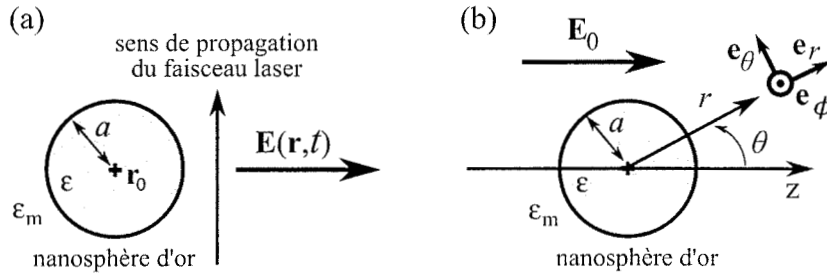 (a)
sens de propagation
du faisceau laser
a
ε
r₀
E(r,t)
εm
nanosphère d'or
(b)
E₀
eθ
er
eϕ
r
a
θ
ε
z
εm
nanosphère d'or